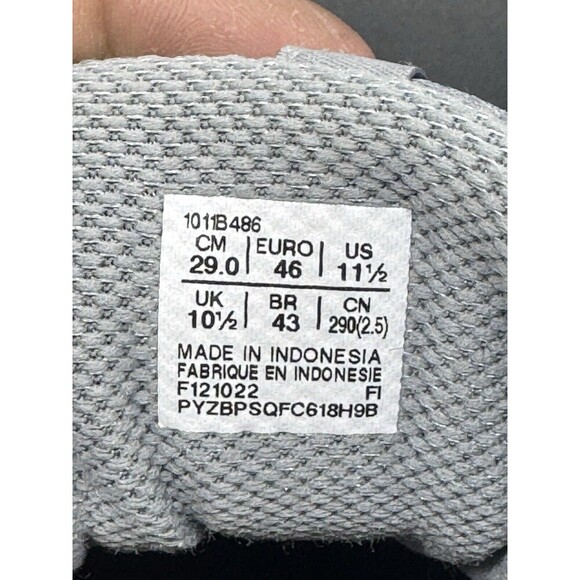 1011B486
CM | EURO | US
29.0 | 46 | 11½
UK | BR | CN
10½ | 43 | 290(2.5)
MADE IN INDONESIA
FABRIQUE EN INDONESIE
F121022 FI
PYZBPSQFC618H9B